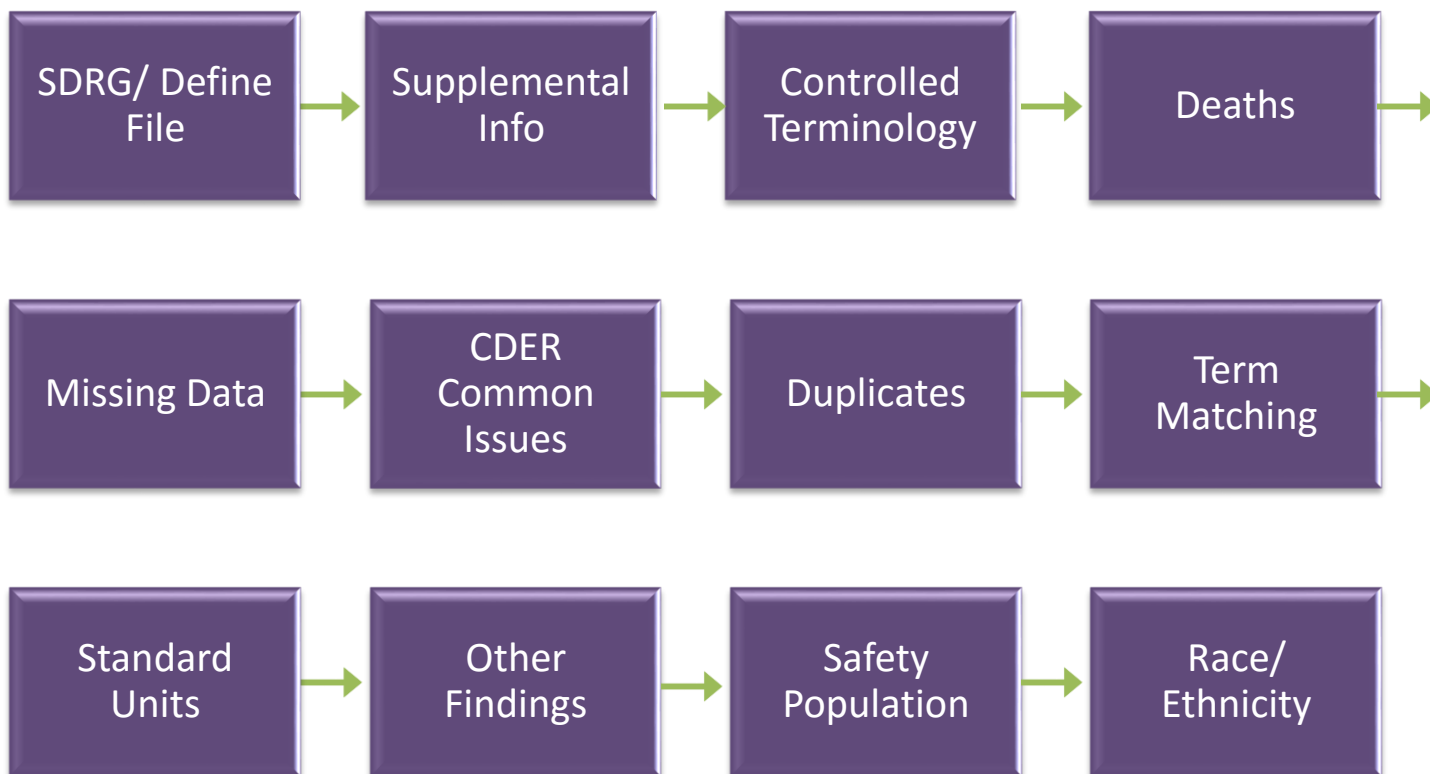 SDRG/ Define
File
Supplemental
Info
Controlled
Terminology
Deaths
Missing Data
CDER
Common
Issues
Duplicates
Term
Matching
Standard
Units
Other
Findings
Safety
Population
Race/
Ethnicity